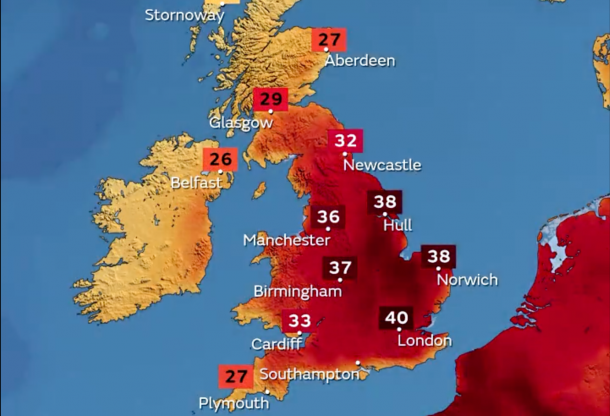 Stornoway
27
Aberdeen
29
Glasgow
32
Newcastle
26
Belfast
38
Hull
36
Manchester
38
Norwich
37
Birmingham
40
London
33
Cardiff
Southampton
27
Plymouth